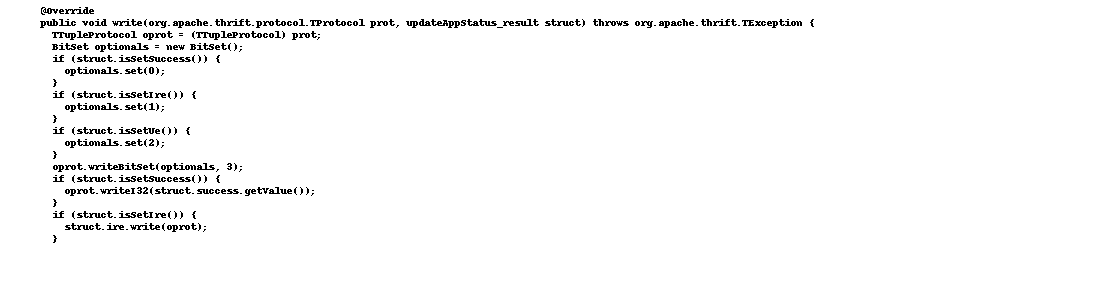 @Override
public void write(org.apache.thrift.protocol.TProtocol prot, updateAppStatus_result struct) throws org.apache.thrift.TException {
TTupleProtocol oprot = (TTupleProtocol) prot;
BitSet optionals = new BitSet();
if (struct.isSetSuccess()) {
optionals.set(0);
}
if (struct.isSetIre()) {
optionals.set(1);
}
if (struct.isSetUe()) {
optionals.set(2);
}
oprot.writeBitSet(optionals, 3);
if (struct.isSetSuccess()) {
oprot.writeI32(struct.success.getValue());
}
if (struct.isSetIre()) {
struct.ire.write(oprot);
}